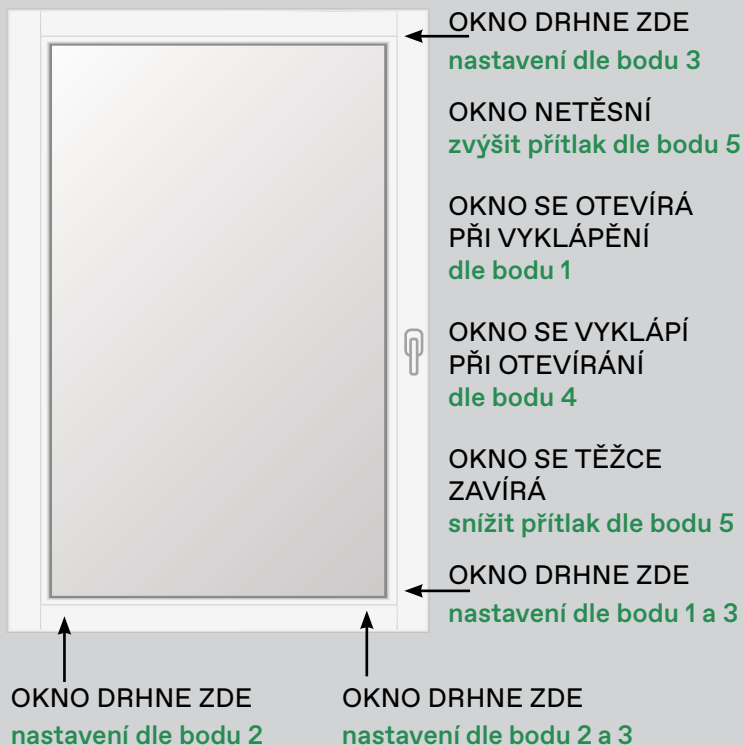 OKNO DRHNE ZDE
nastavení dle bodu 3
OKNO NETĚSNÍ
zvýšit přítlak dle bodu 5
OKNO SE OTEVÍRÁ
PŘI VYKLÁPĚNÍ
dle bodu 1
OKNO SE VYKLÁPÍ
PŘI OTEVÍRÁNÍ
dle bodu 4
OKNO SE TĚŽCE
ZAVÍRÁ
snížit přítlak dle bodu 5
OKNO DRHNE ZDE
nastavení dle bodu 1 a 3
OKNO DRHNE ZDE
nastavení dle bodu 2
OKNO DRHNE ZDE
nastavení dle bodu 2 a 3